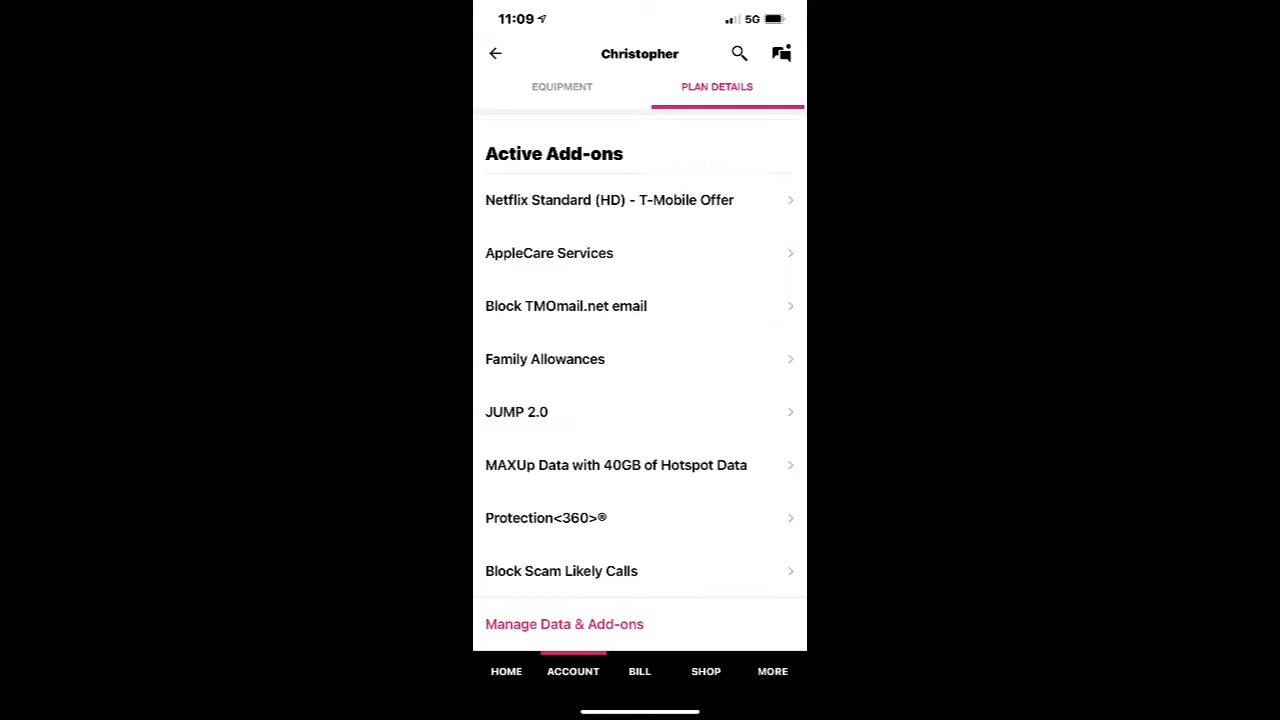 11:09 5G
Christopher
EQUIPMENT PLAN DETAILS
Active Add-ons
Netflix Standard (HD) - T-Mobile Offer
AppleCare Services
Block TMOmail.net email
Family Allowances
JUMP 2.0
MAXUp Data with 40GB of Hotspot Data
Protection<360>®
Block Scam Likely Calls
Manage Data & Add-ons
HOME ACCOUNT BILL SHOP MORE